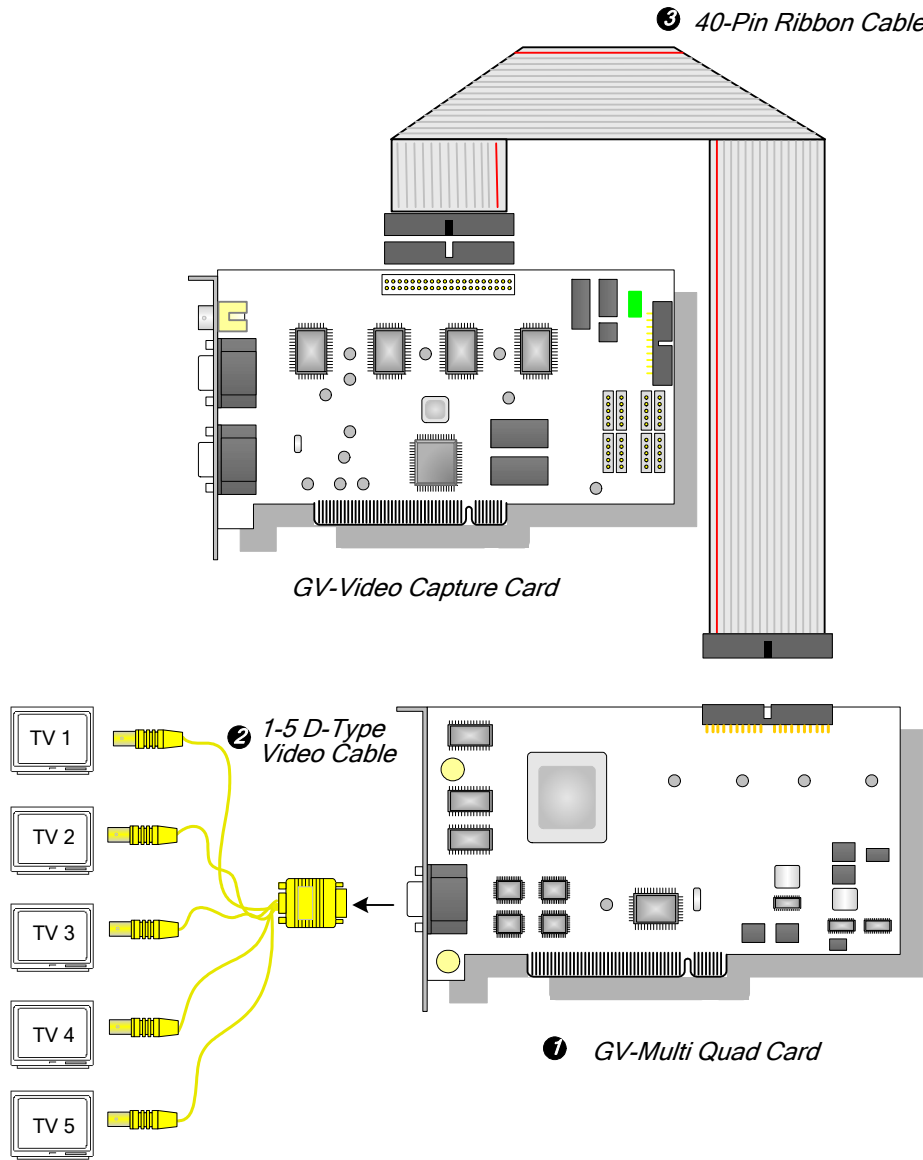 ❸ 40-Pin Ribbon Cable
GV-Video Capture Card
TV 1
❷ 1-5 D-Type
Video Cable
TV 2
TV 3
TV 4
❶ GV-Multi Quad Card
TV 5